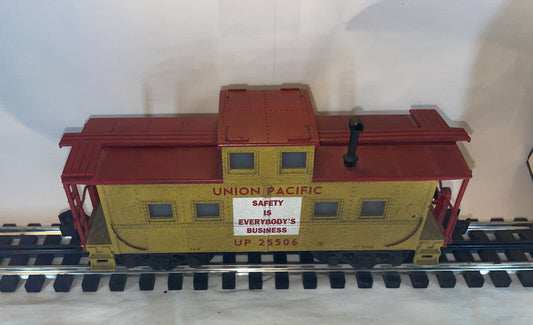 UNION PACIFIC
SAFETY
IS
EVERYBODY'S
BUSINESS
UP 25506